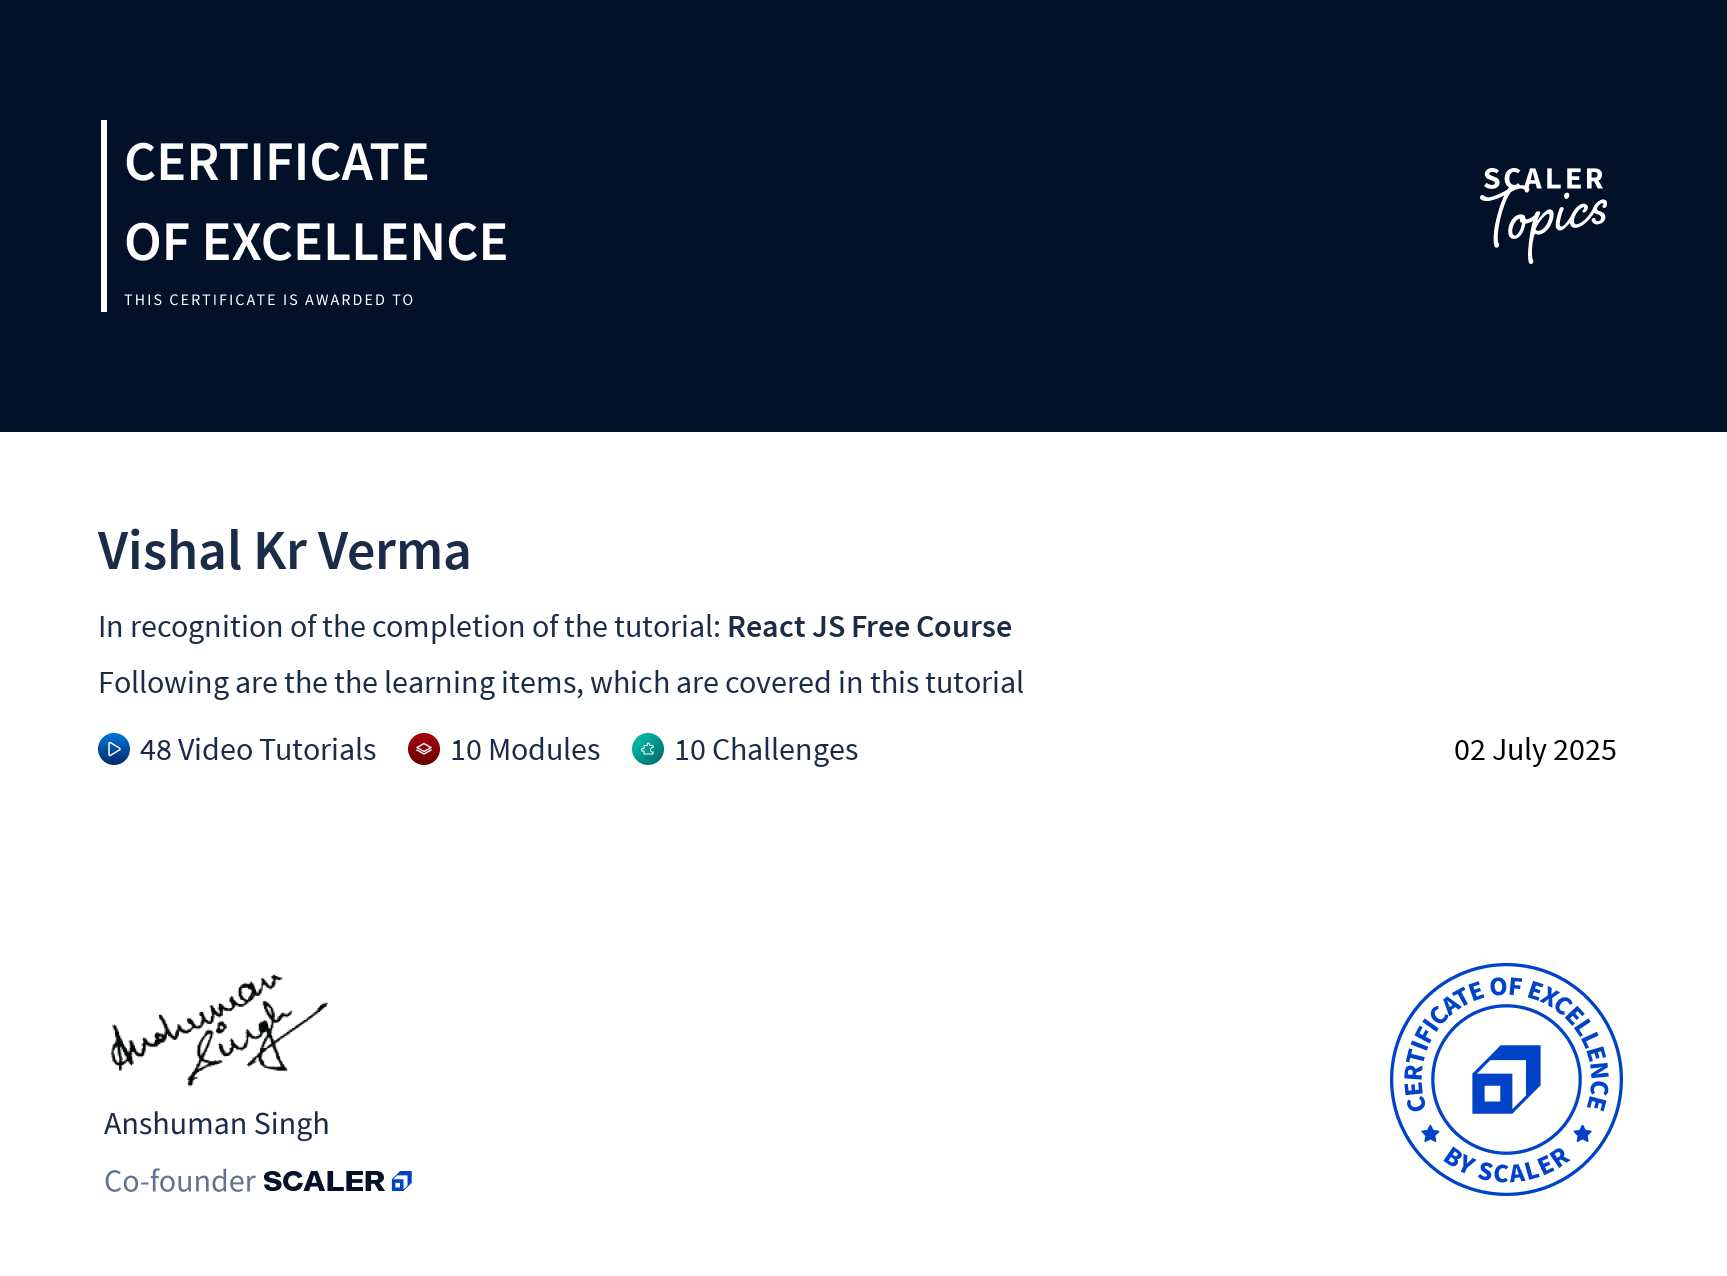 CERTIFICATE
OF EXCELLENCE
THIS CERTIFICATE IS AWARDED TO
SCALER
Topics
Vishal Kr Verma
In recognition of the completion of the tutorial: React JS Free Course
Following are the the learning items, which are covered in this tutorial
48 Video Tutorials 10 Modules 10 Challenges 02 July 2025
Anshuman
Singh
Anshuman Singh
Co-founder SCALER
CERTIFICATE OF EXCELLENCE
BY SCALER